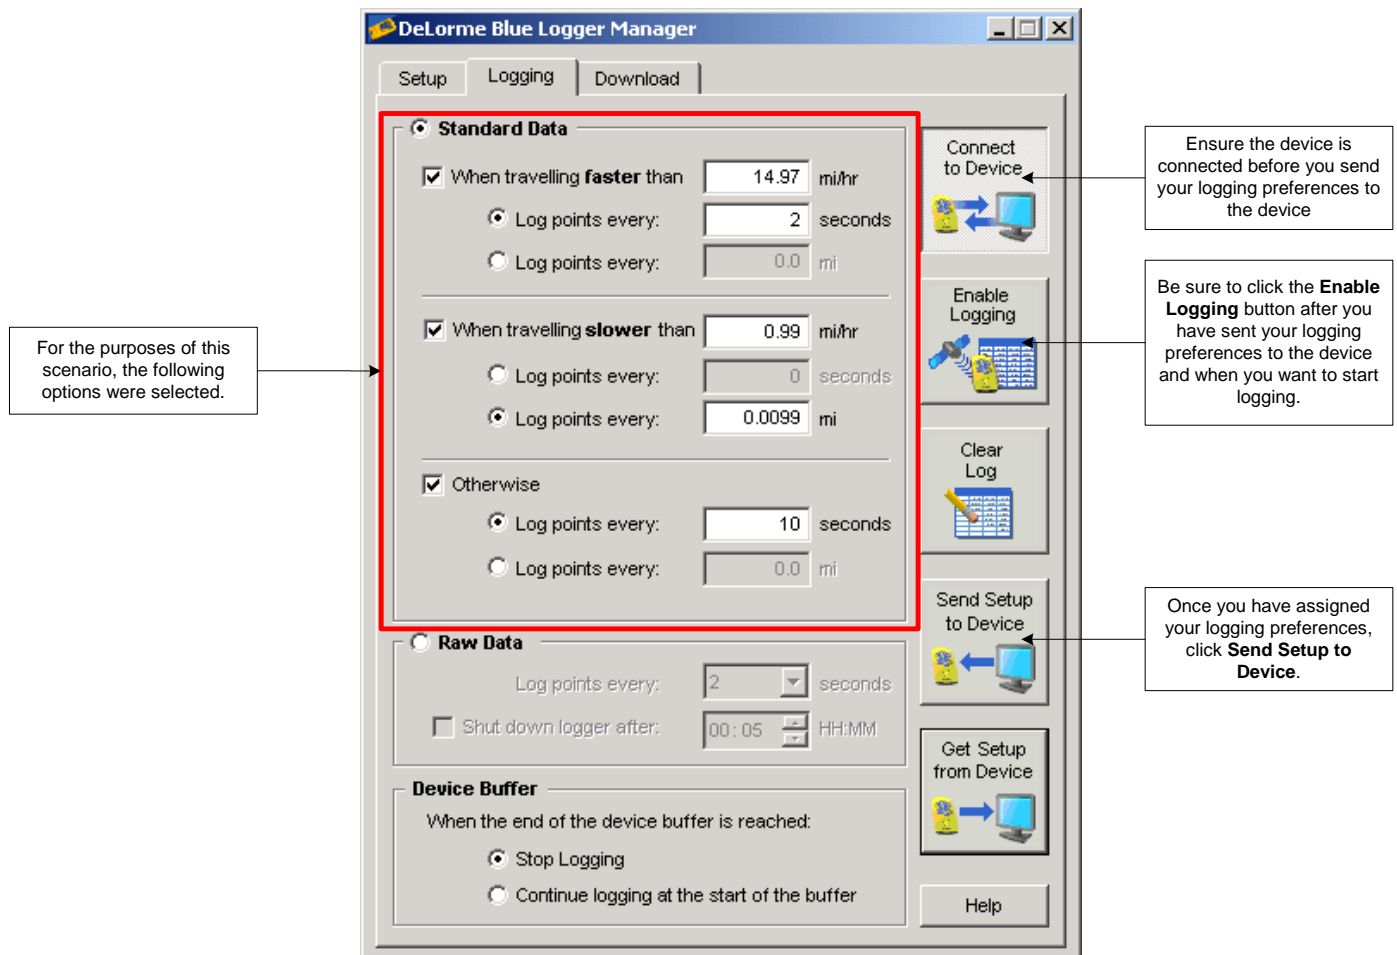 DeLorme Blue Logger Manager
Setup
Logging
Download
Standard Data
When travelling faster than 14.97 mi/hr
Log points every: 2 seconds
Log points every: 0.0 mi
When travelling slower than 0.99 mi/hr
Log points every: 0 seconds
Log points every: 0.0099 mi
Otherwise
Log points every: 10 seconds
Log points every: 0.0 mi
Raw Data
Log points every: 2 seconds
Shut down logger after: 00:05 HH:MM
Device Buffer
When the end of the device buffer is reached:
Stop Logging
Continue logging at the start of the buffer
Connect
to Device
Enable
Logging
Clear
Log
Send Setup
to Device
Get Setup
from Device
Help
For the purposes of this
scenario, the following
options were selected.
Ensure the device is
connected before you send
your logging preferences to
the device
Be sure to click the Enable
Logging button after you
have sent your logging
preferences to the device
and when you want to start
logging.
Once you have assigned
your logging preferences,
click Send Setup to
Device.